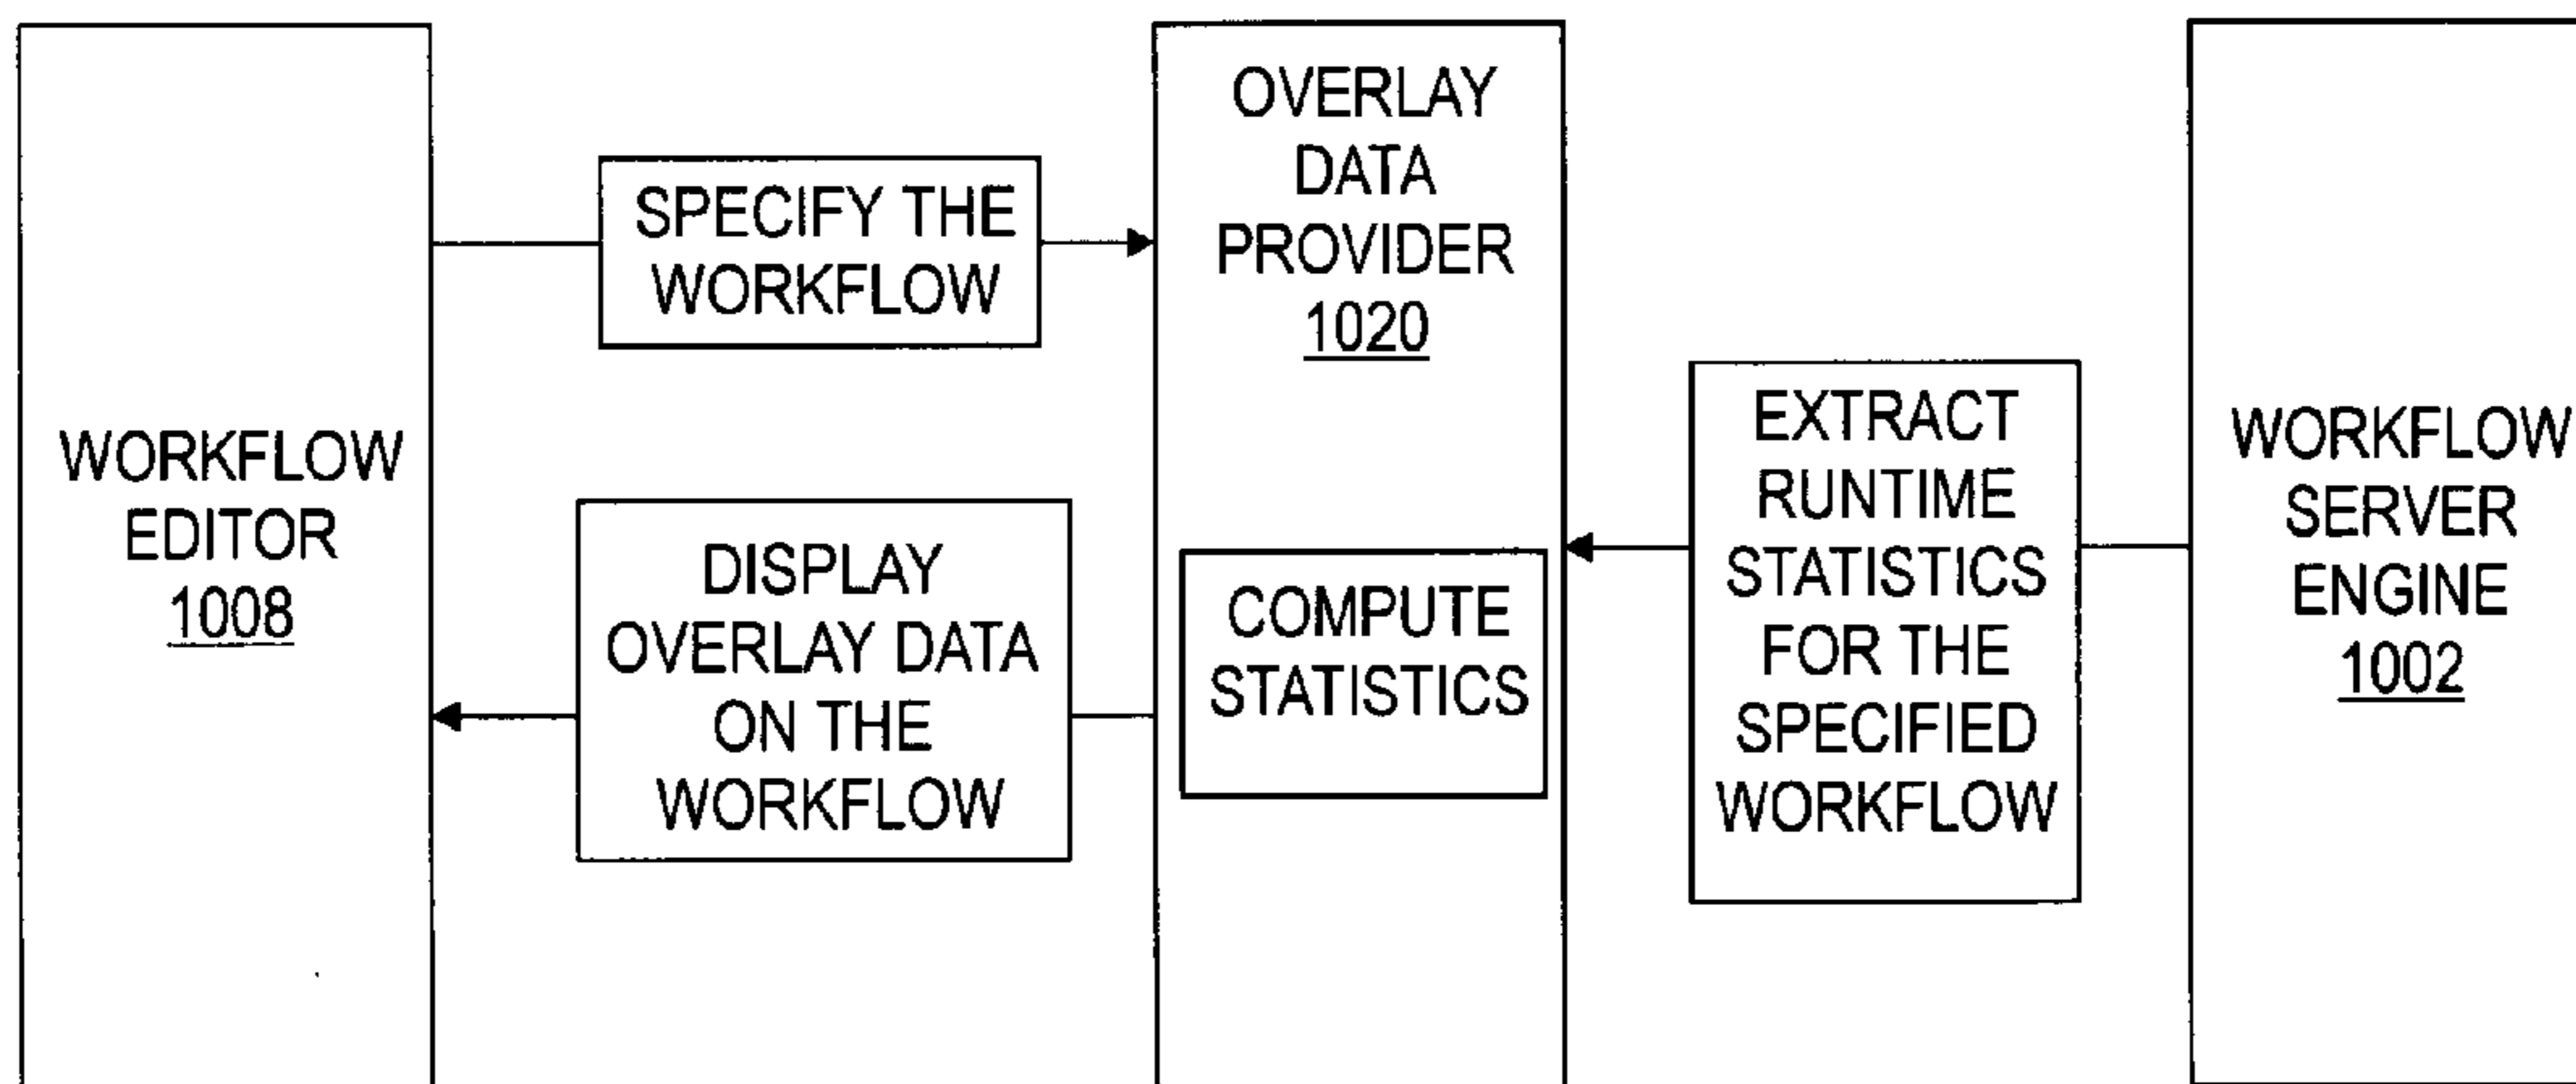 WORKFLOW
EDITOR
1008
SPECIFY THE
WORKFLOW
DISPLAY
OVERLAY DATA
ON THE
WORKFLOW
OVERLAY
DATA
PROVIDER
1020
COMPUTE
STATISTICS
EXTRACT
RUNTIME
STATISTICS
FOR THE
SPECIFIED
WORKFLOW
WORKFLOW
SERVER
ENGINE
1002